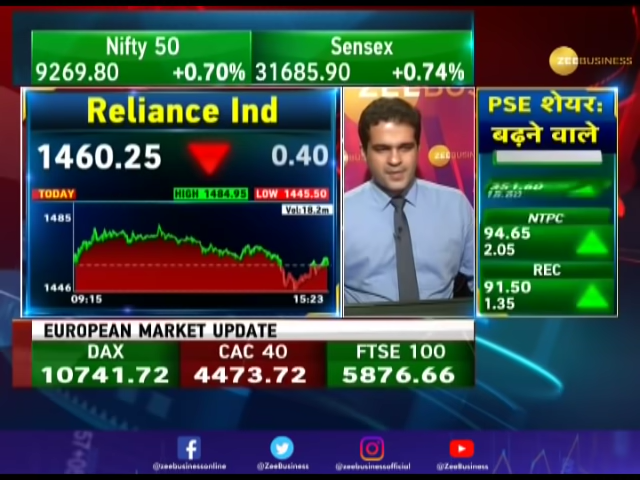 Nifty 50
9269.80 +0.70%
Sensex
31685.90 +0.74%
ZEEBUSINESS
Reliance Ind
1460.25 0.40
TODAY HIGH 1484.95 LOW 1445.50
Vol:18.2m
1485
1446
09:15 15:23
ZEEBUSINESS
PSE शेयर:
बढ़ने वाले
NTPC
94.65
2.05
REC
91.50
1.35
EUROPEAN MARKET UPDATE
DAX
10741.72
CAC 40
4473.72
FTSE 100
5876.66
@zeebusinessonline
@ZeeBusiness
@zeebusinessofficial
@ZeeBusiness